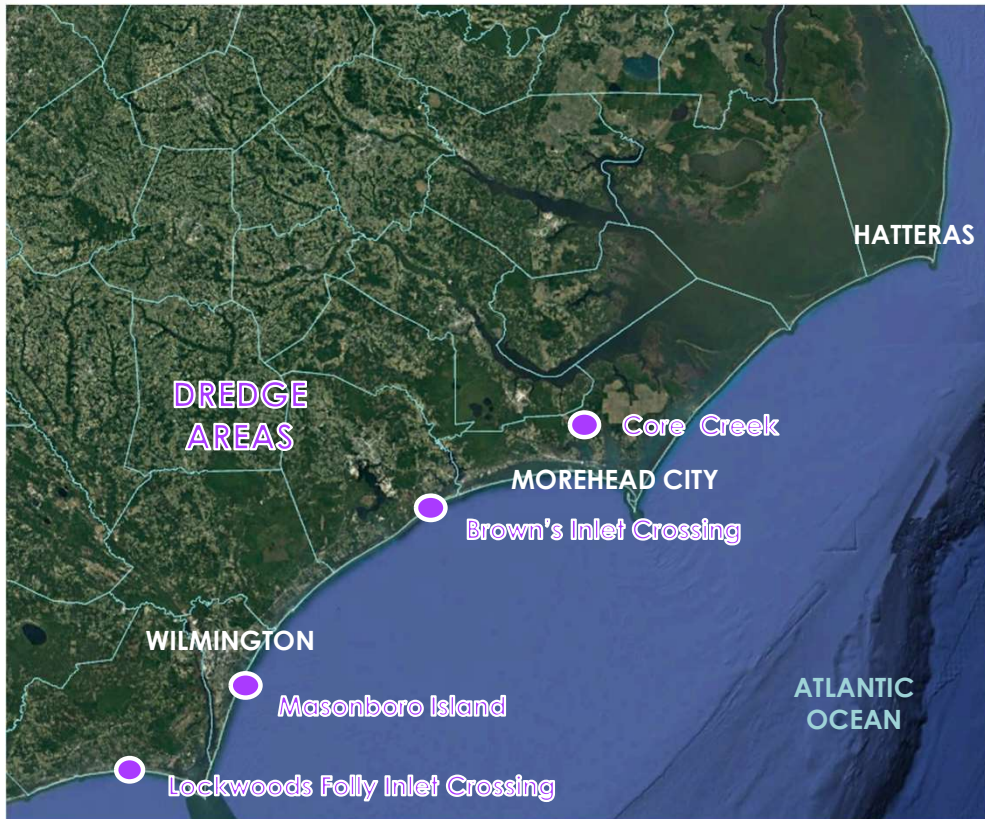 HATTERAS
DREDGE
AREAS
Core Creek
MOREHEAD CITY
Brown's Inlet Crossing
WILMINGTON
Masonboro Island
ATLANTIC
OCEAN
Lockwoods Folly Inlet Crossing